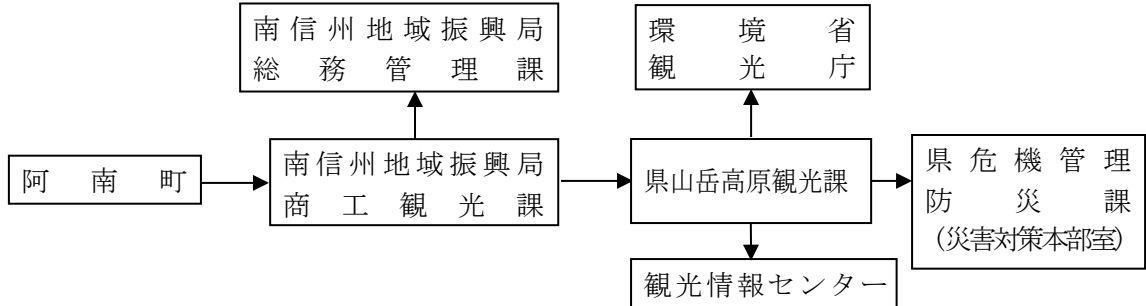 南信州地域振興局
総務管理課
環境省
観光庁
阿南町
南信州地域振興局
商工観光課
県山岳高原観光課
県危機管理
防災課
(災害対策本部室)
観光情報センター